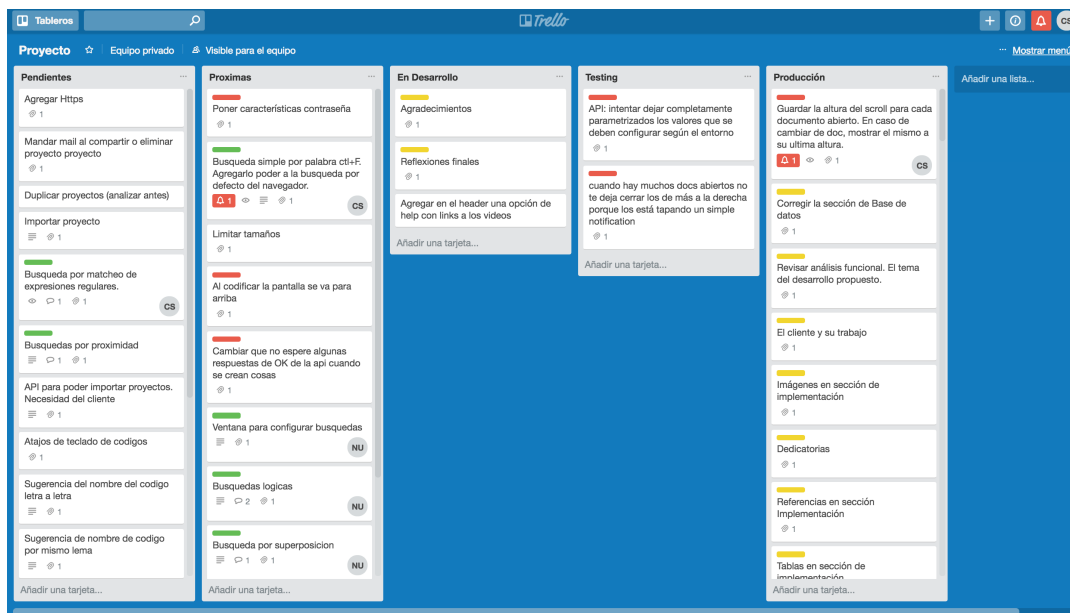 Tableros
Trello
CS
Proyecto
Equipo privado
Visible para el equipo
... Mostrar menú
Pendientes
Agregar Https
1
Mandar mail al compartir o eliminar
proyecto proyecto
1
Duplicar proyectos (analizar antes)
Importar proyecto
1
Busqueda por matcheo de
expresiones regulares.
1 1
CS
Busquedas por proximidad
1 1
API para poder importar proyectos.
Necesidad del cliente
1
Atajos de teclado de codigos
1
Sugerencia del nombre del codigo
letra a letra
1
Sugerencia de nombre de codigo
por mismo lema
1
Añadir una tarjeta...
Proximas
Poner características contraseña
1
Busqueda simple por palabra ctl+F.
Agregarlo poder a la busqueda por
defecto del navegador.
1 1
CS
Limitar tamaños
1
Al codificar la pantalla se va para
arriba
1
Cambiar que no espere algunas
respuestas de OK de la api cuando
se crean cosas
1
Ventana para configurar busquedas
1
NU
Busquedas logicas
2 1
NU
Busqueda por superposicion
1 1
NU
Añadir una tarjeta...
En Desarrollo
Agradecimientos
1
Reflexiones finales
1
Agregar en el header una opción de
help con links a los videos
Añadir una tarjeta...
Testing
API: intentar dejar completamente
parametrizados los valores que se
deben configurar según el entorno
1
cuando hay muchos docs abiertos no
te deja cerrar los de más a la derecha
porque los está tapando un simple
notification
1
Añadir una tarjeta...
Producción
Guardar la altura del scroll para cada
documento abierto. En caso de
cambiar de doc, mostrar el mismo a
su ultima altura.
1 1
CS
Corregir la sección de Base de
datos
1
Revisar análisis funcional. El tema
del desarrollo propuesto.
1
El cliente y su trabajo
1
Imágenes en sección de
implementación
1
Dedicatorias
1
Referencias en sección
Implementación
1
Tablas en sección de
implementación
Añadir una tarjeta...
Añadir una lista...